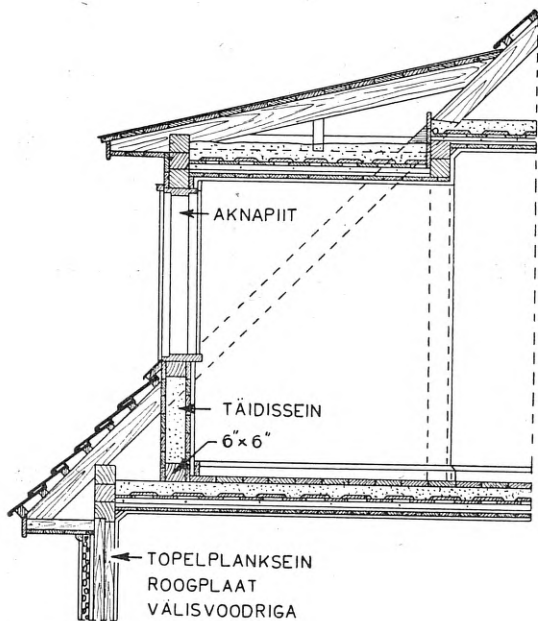 AKNAPIIT
TÄIDISSEIN
6"x 6"
TOPELPLANKSEIN
ROOGPLAAT
VÄLISVOODRIGA